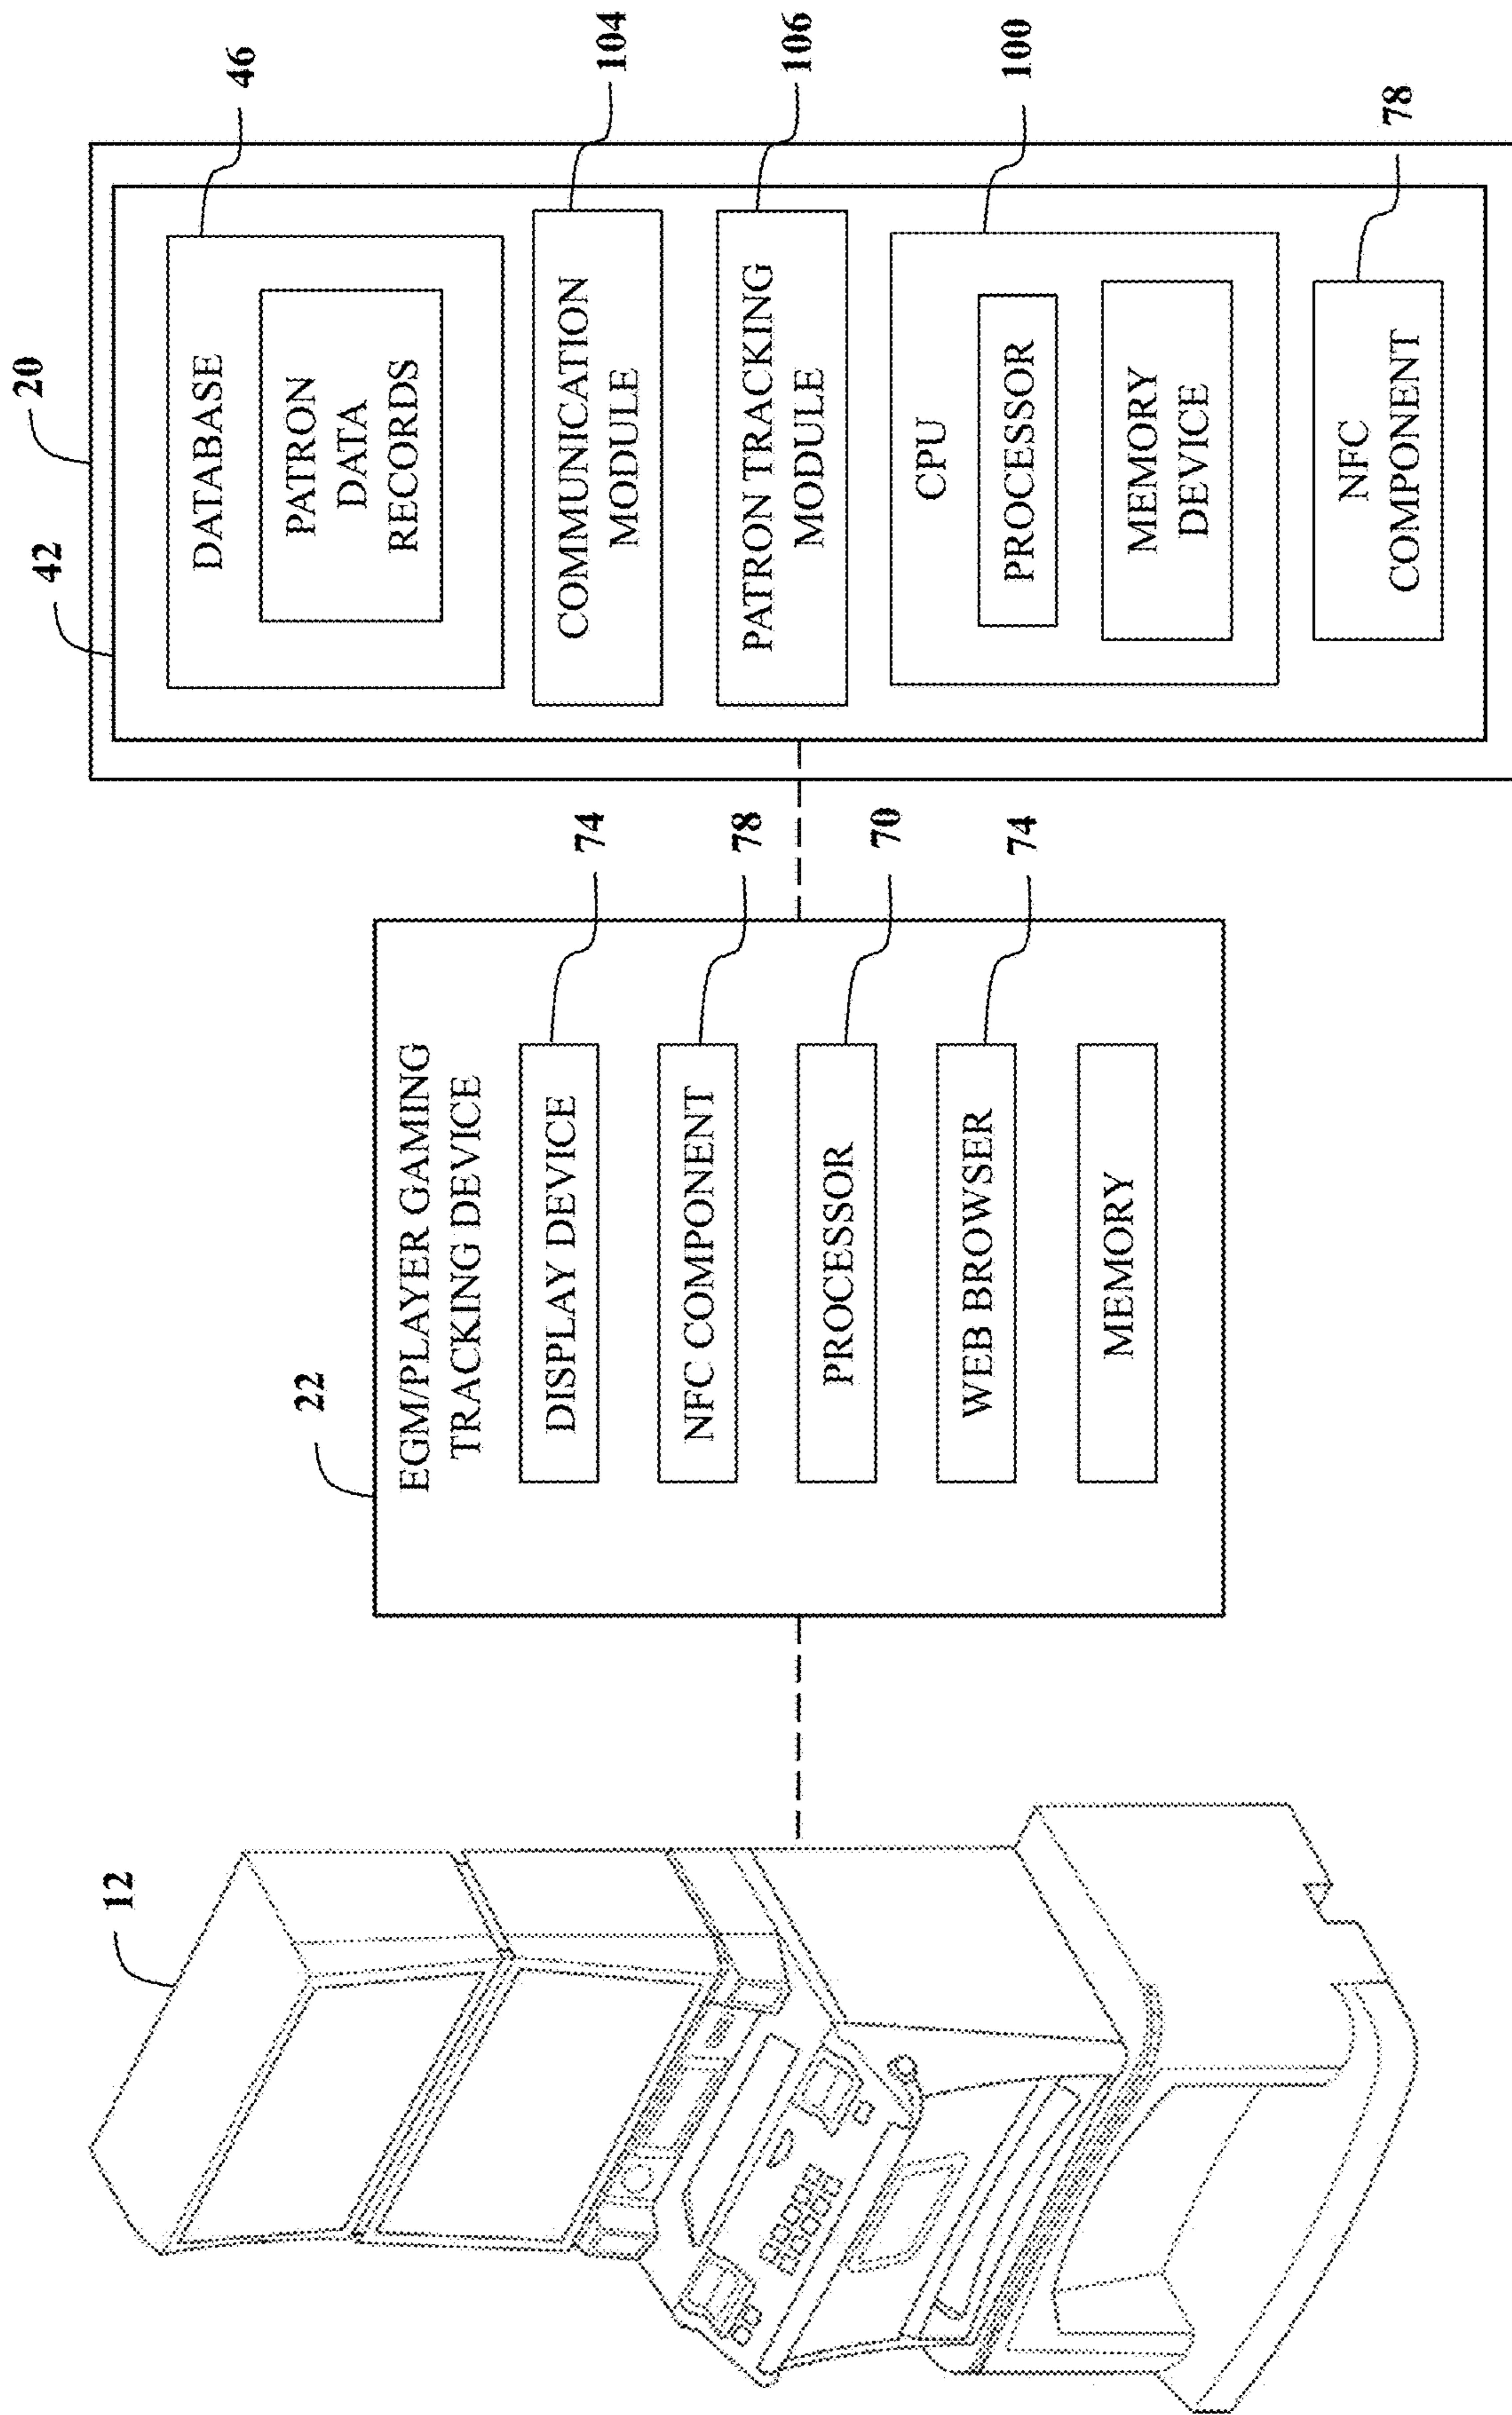 12
22
EGM/PLAYER GAMING
TRACKING DEVICE
DISPLAY DEVICE
74
NFC COMPONENT
78
PROCESSOR
70
WEB BROWSER
74
MEMORY
20
42
DATABASE
46
PATRON
DATA
RECORDS
COMMUNICATION
MODULE
104
PATRON TRACKING
MODULE
106
CPU
100
PROCESSOR
MEMORY
DEVICE
NFC
COMPONENT
78